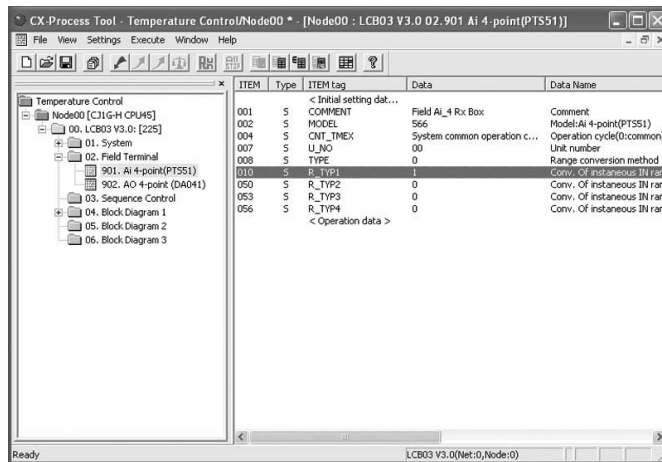 CX-Process Tool - Temperature Control/Node00 * - [Node00 : LCB03 V3.0 02.901 Ai 4-point(PTS51)]
File View Settings Execute Window Help
Temperature Control
Node00 [CJ1G-H CPU45]
00. LCB03 V3.0: [225]
01. System
02. Field Terminal
901. Ai 4-point(PTS51)
902. AO 4-point (DA041)
03. Sequence Control
04. Block Diagram 1
05. Block Diagram 2
06. Block Diagram 3
ITEM Type ITEM tag Data Data Name
< Initial setting dat...
001 S COMMENT Field Ai_4 Rx Box Comment
002 S MODEL 566 Model:Ai 4-point(PTS51)
004 S CNT_TMEX System common operation c... Operation cycle(0:common)
007 S U_NO 00 Unit number
008 S TYPE 0 Range conversion method
010 S R_TYP1 1 Conv. Of instaneous IN rar
050 S R_TYP2 0 Conv. Of instaneous IN rar
053 S R_TYP3 0 Conv. Of instaneous IN rar
056 S R_TYP4 0 Conv. Of instaneous IN rar
< Operation data >
Ready LCB03 V3.0(Net:0,Node:0)